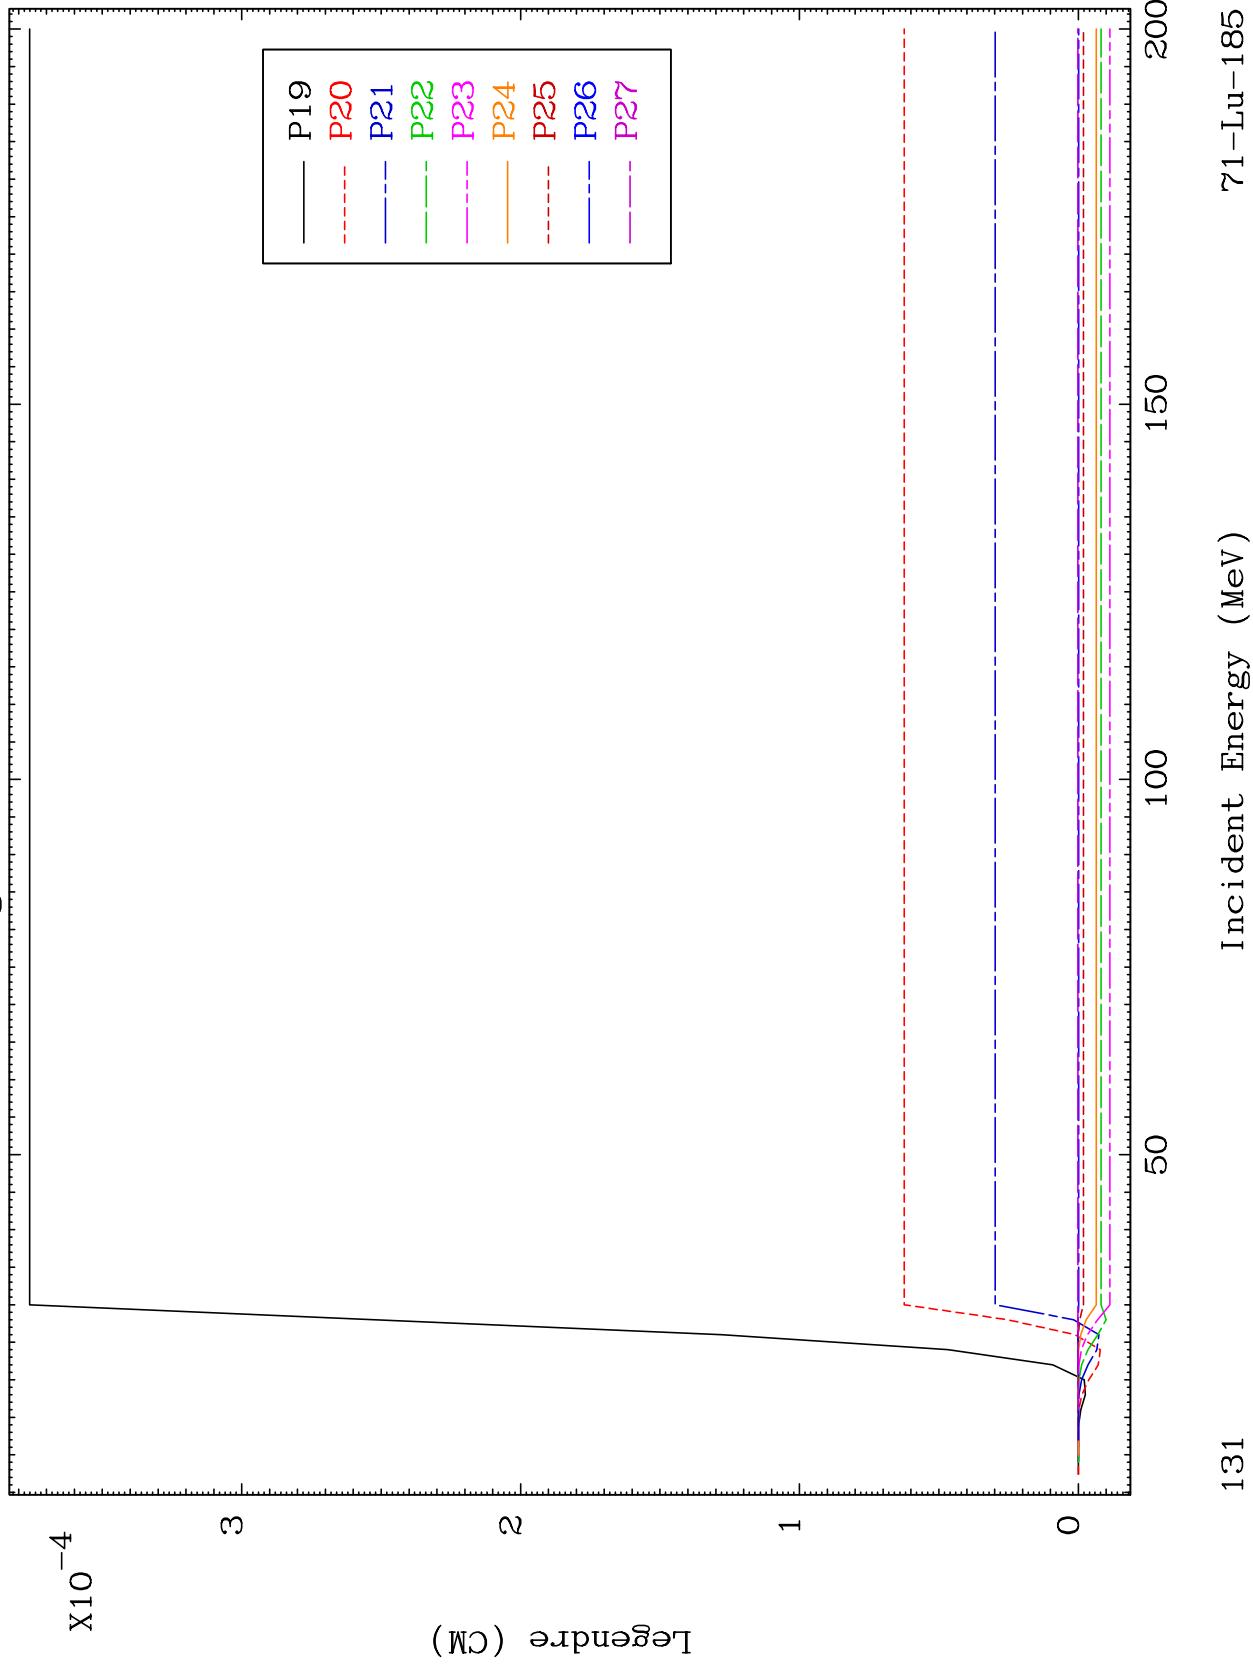 X10⁻⁴
3
2
1
0
Legendre (CM)
P19
P20
P21
P22
P23
P24
P25
P26
P27
50
100
150
200
Incident Energy (MeV)
131
71-Lu-185